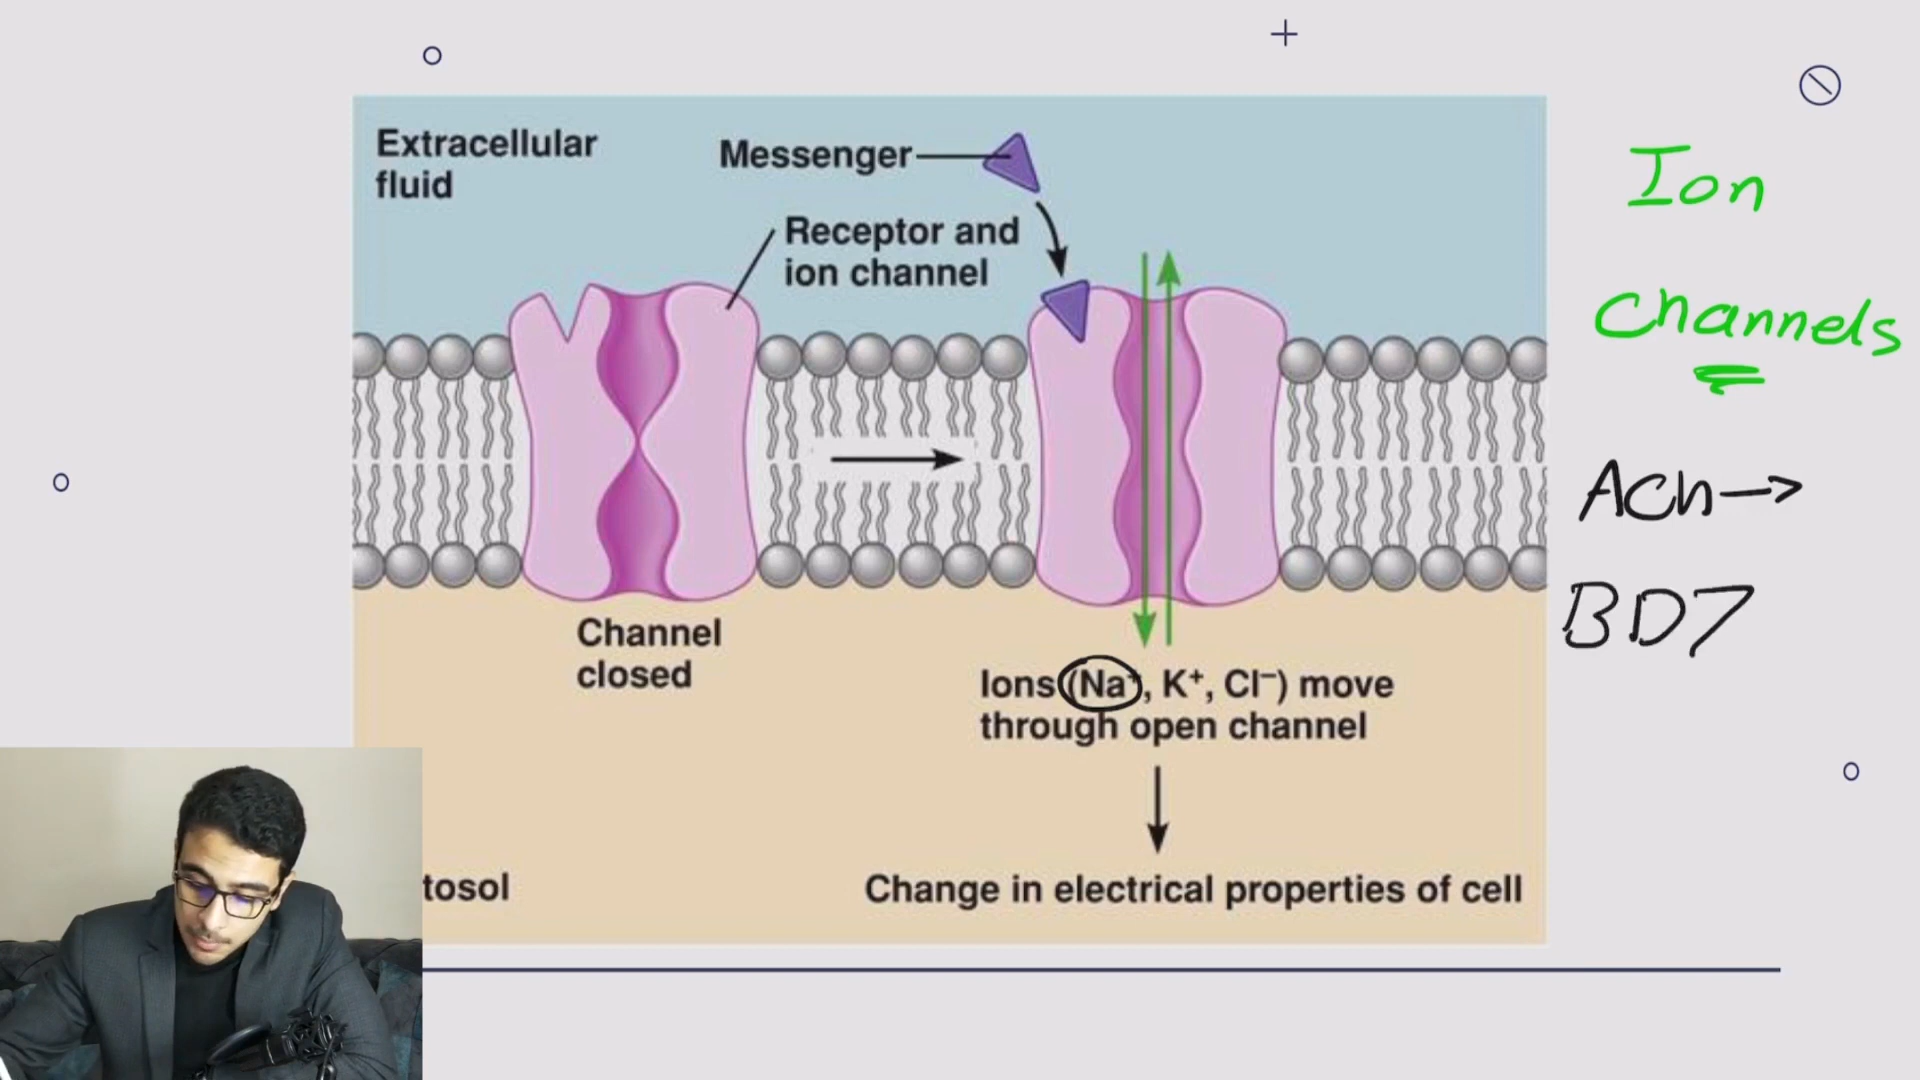 Extracellular
fluid
Messenger
Receptor and
ion channel
Channel
closed
Ions (Na⁺, K⁺, Cl⁻) move
through open channel
Change in electrical properties of cell
tosol
Ion
Channels
ACh→
BDZ